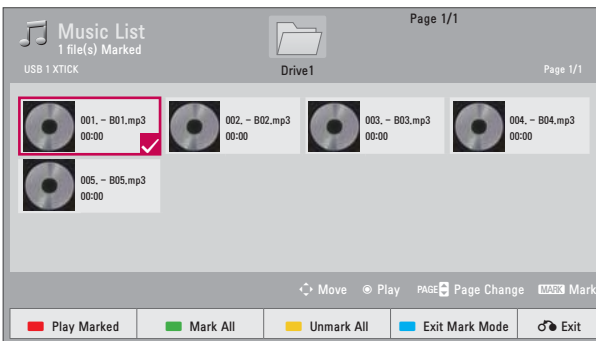 Page 1/1
Music List
1 file(s) Marked
USB 1 XTICK
Drive1
Page 1/1
001. - B01.mp3
00:00
002. - B02.mp3
00:00
003. - B03.mp3
00:00
004. - B04.mp3
00:00
005. - B05.mp3
00:00
Move Play PAGE Page Change MARK Mark
Play Marked Mark All Unmark All Exit Mark Mode Exit